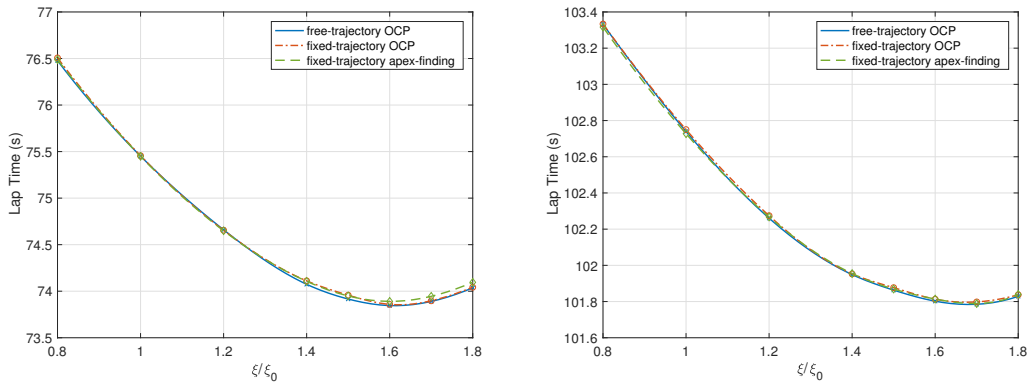 77
76.5
76
75.5
75
74.5
74
73.5
Lap Time (s)
0.8 1 1.2 1.4 1.6 1.8
ξ/ξ0
free-trajectory OCP
fixed-trajectory OCP
fixed-trajectory apex-finding
103.4
103.2
103
102.8
102.6
102.4
102.2
102
101.8
101.6
Lap Time (s)
0.8 1 1.2 1.4 1.6 1.8
ξ/ξ0
free-trajectory OCP
fixed-trajectory OCP
fixed-trajectory apex-finding